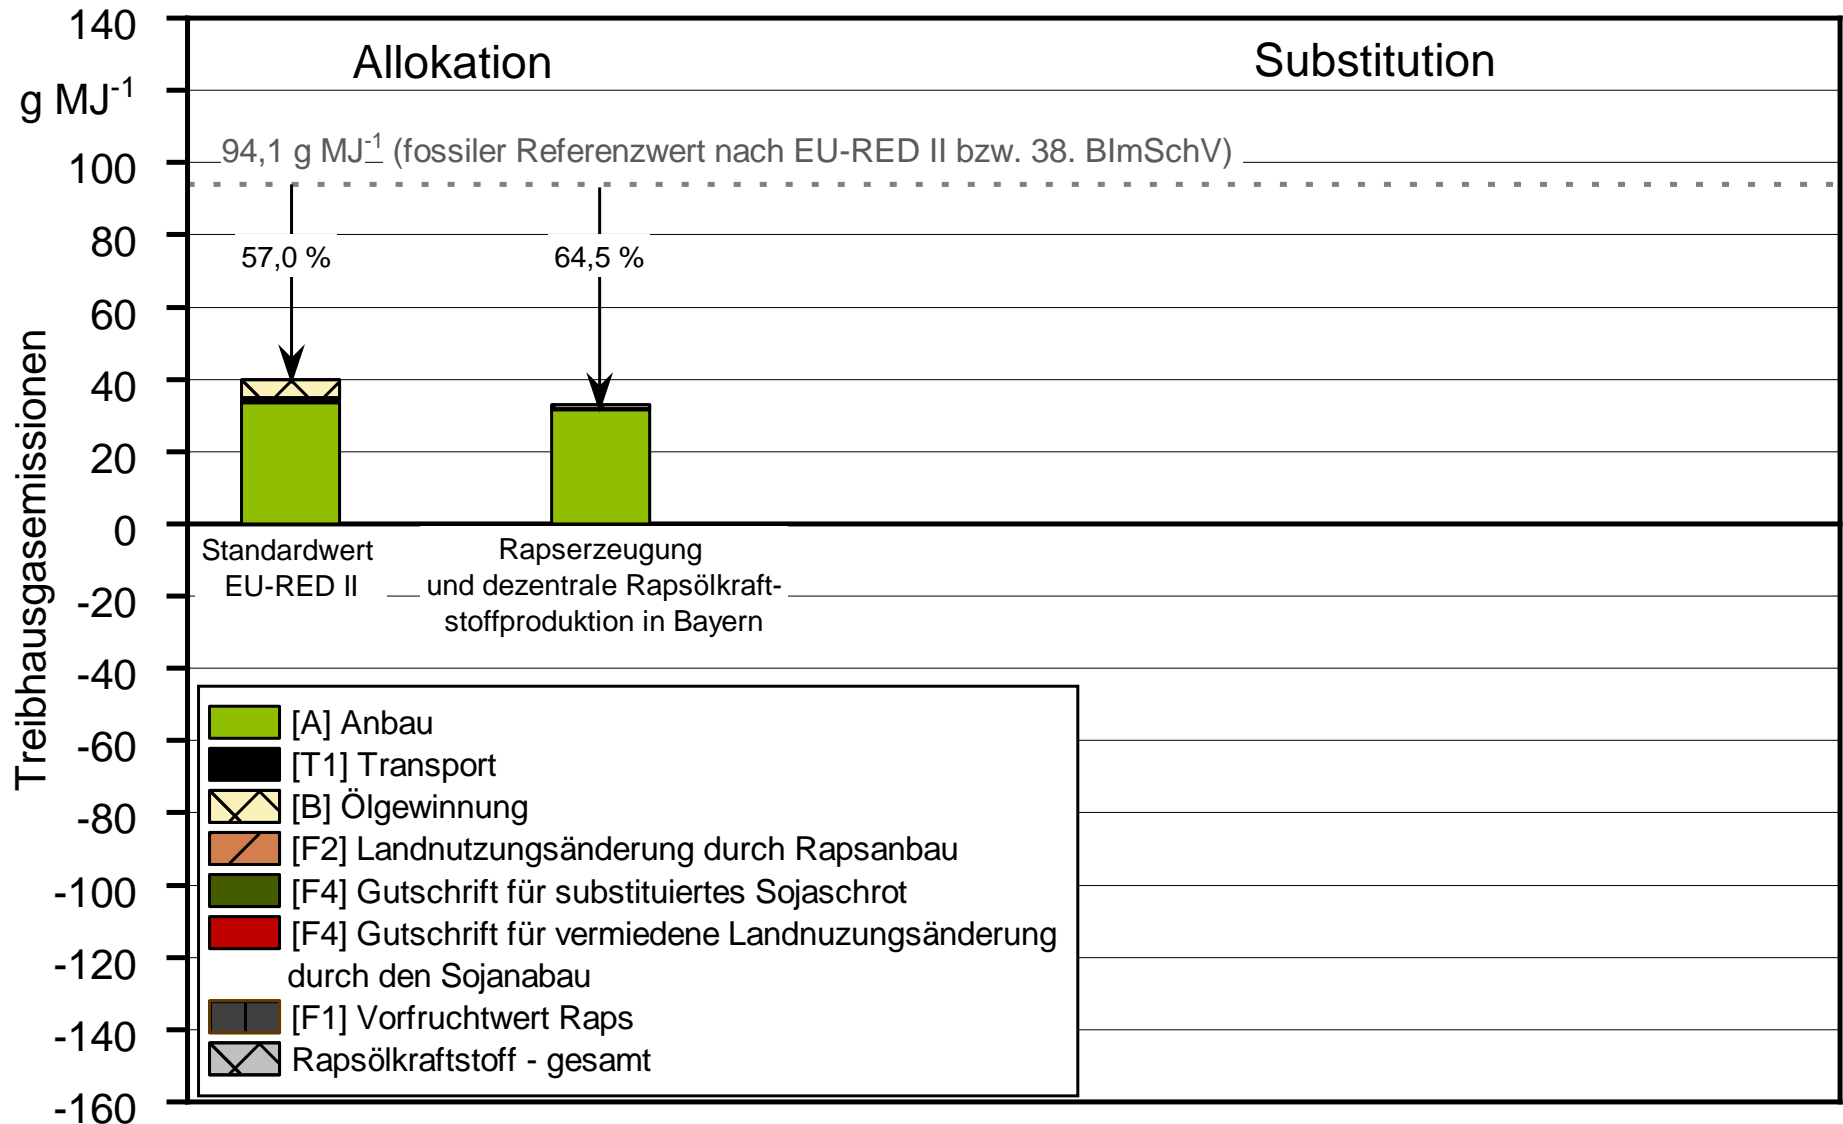 140
Allokation
Substitution
g MJ-1
94,1 g MJ-1 (fossiler Referenzwert nach EU-RED II bzw. 38. BImSchV)
100
80
57,0 %
64,5 %
60
40
20
0
Treibhausgasemissionen
Standardwert
EU-RED II
Rapserzeugung
und dezentrale Rapsölkraft-
stoffproduktion in Bayern
-20
-40
-60
-80
-100
-120
-140
-160
[A] Anbau
[T1] Transport
[B] Ölgewinnung
[F2] Landnutzungsänderung durch Rapsanbau
[F4] Gutschrift für substituiertes Sojaschrot
[F4] Gutschrift für vermiedene Landnuzungsänderung
durch den Sojanabau
[F1] Vorfruchtwert Raps
Rapsölkraftstoff - gesamt